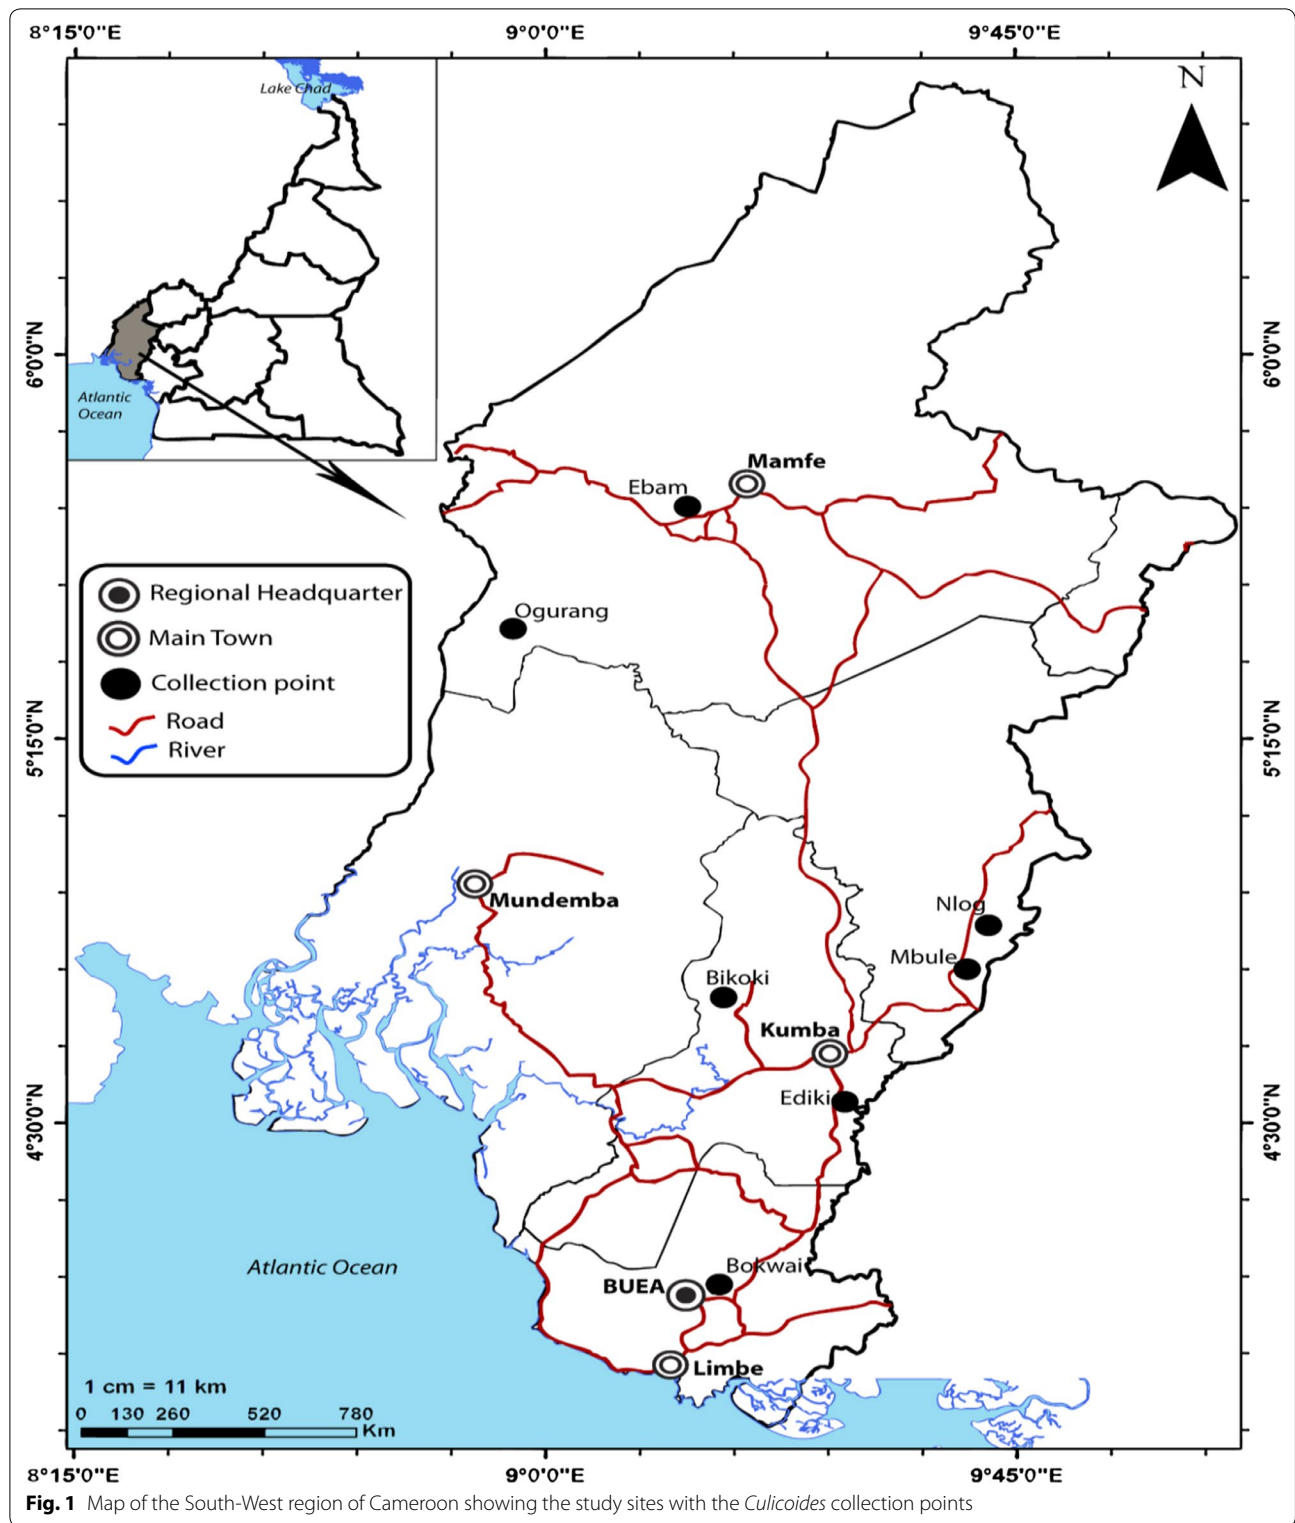 8°15'0"E
9°0'0"E
9°45'0"E
Lake Chad
N
6°0'0"N
6°0'0"N
Atlantic
Ocean
Mamfe
Ebam
Regional Headquarter
Main Town
Collection point
Road
River
Ogurang
5°15'0"N
5°15'0"N
Mundemba
Nlog
Mbule
Bikoki
Kumba
Ediki
4°30'0"N
4°30'0"N
Atlantic Ocean
Bokwai
BUEA
Limbe
1 cm = 11 km
0 130 260 520 780
Km
8°15'0"E
9°0'0"E
9°45'0"E
Fig. 1 Map of the South-West region of Cameroon showing the study sites with the Culicoides collection points